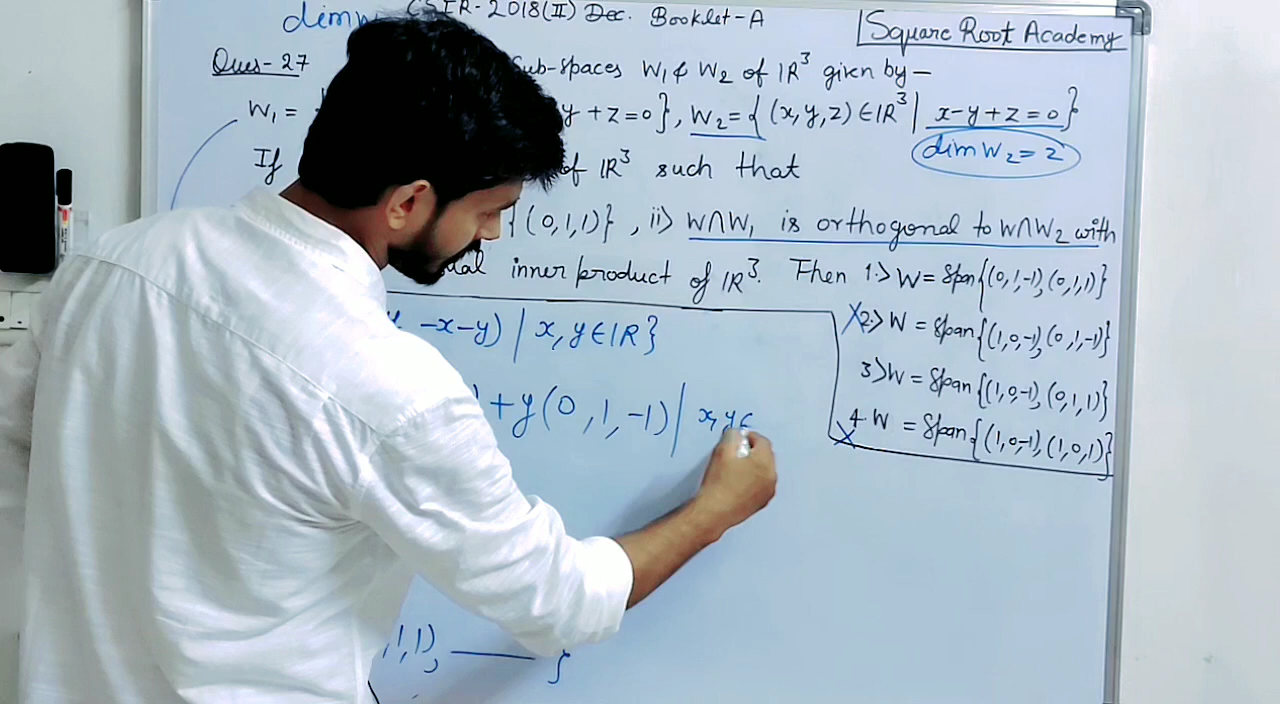 dimW CSIR-2018(II) Dec. Booklet-A
Square Root Academy
Ques-27 Sub-spaces W₁ & W₂ of IR³ given by—
W₁ = y + z = 0}, W₂ = {(x, y, z) ∈ IR³ | x-y+z=0}
dim W₂ = 2
If of IR³ such that
{(0,1,1)}, ii> W∩W₁ is orthogonal to W∩W₂ with
inner product of IR³. Then 1.> W = Span{(0,1,-1), (0,1,1)}
X 2.> W = Span{(1,0,-1), (0,1,-1)}
3> W = Span{(1,0,-1), (0,1,1)}
X 4 W = Span{(1,0,-1), (1,0,1)}
-x-y) | x, y ∈ IR}
+ y(0, 1, -1) | x, y ∈
,1,1), — }